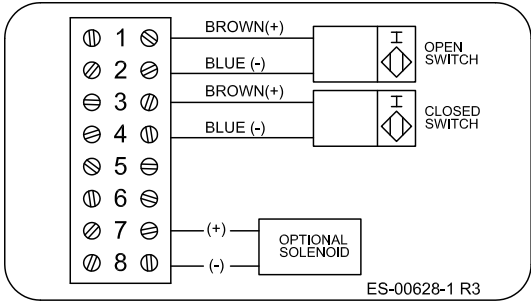 1 BROWN(+)
2 BLUE (-)
I
OPEN
SWITCH
3 BROWN(+)
4 BLUE (-)
I
CLOSED
SWITCH
5
6
7 (+)
8 (-)
OPTIONAL
SOLENOID
ES-00628-1 R3